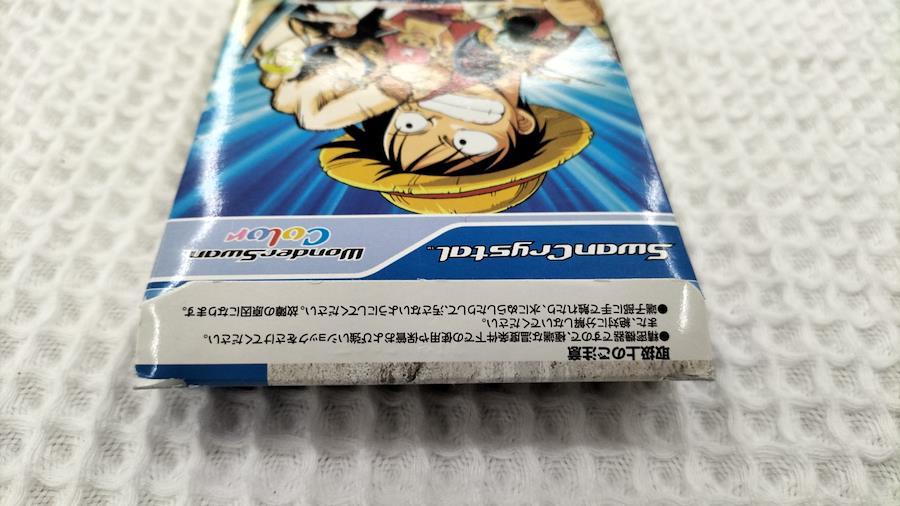 SwanCrystal™
WonderSwan
Color
取扱上のご注意
●精密機器ですので、極端な温度条件下での使用や保管および強いショックをさけてください。
また、絶対に分解しないでください。
●端子部に手で触れたり、水にぬらしたりして、汚さないようにしてください。故障の原因になります。